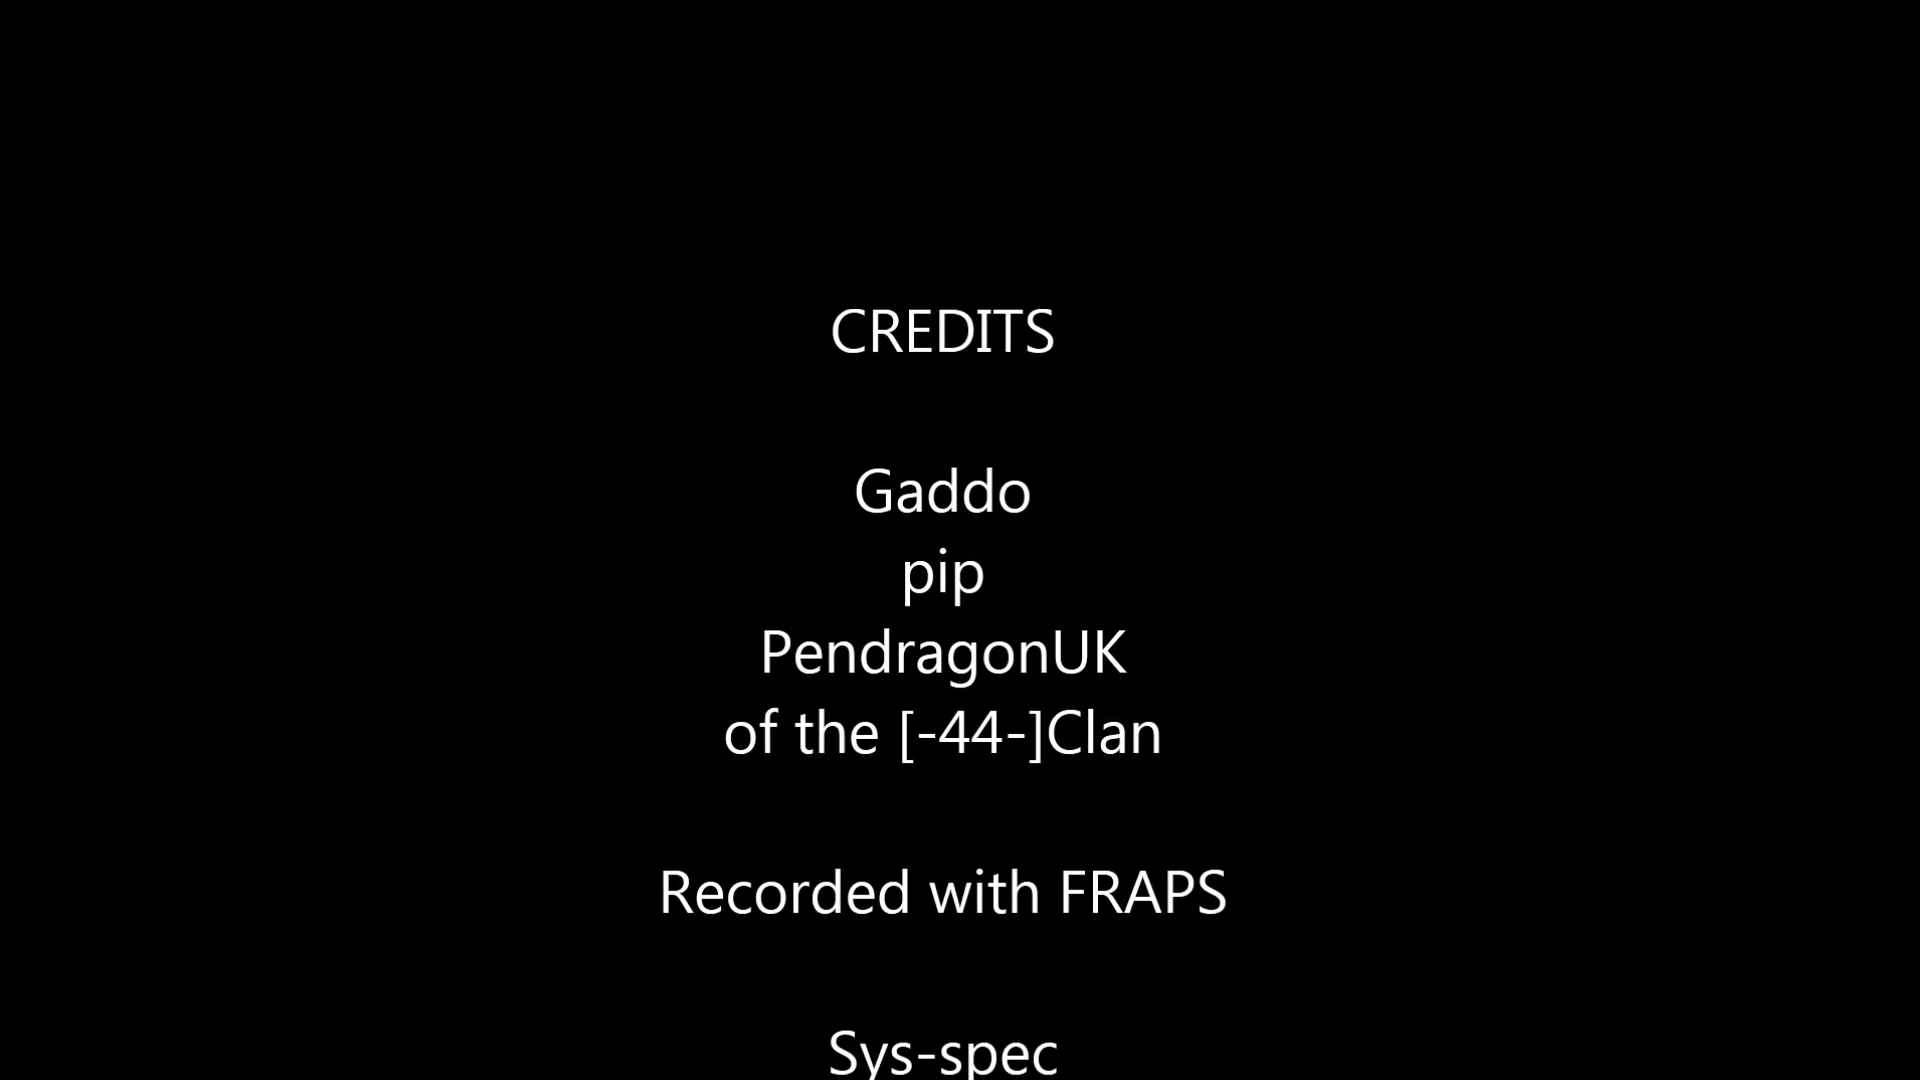 CREDITS
Gaddo
pip
PendragonUK
of the [-44-]Clan
Recorded with FRAPS
Sys-spec